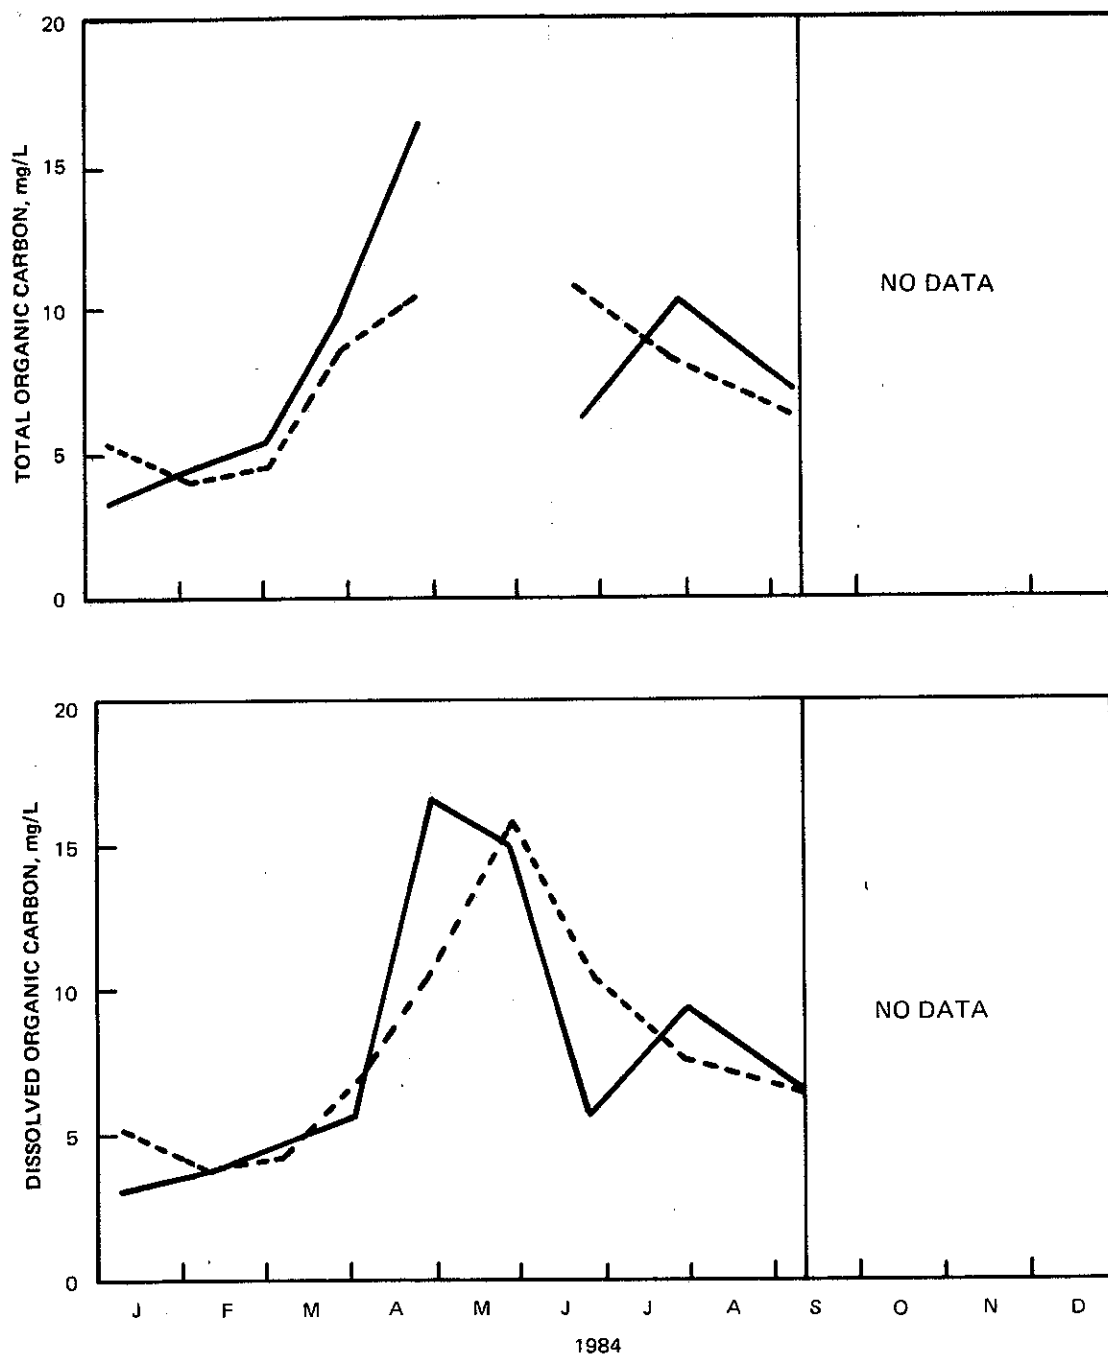 TOTAL ORGANIC CARBON, mg/L
20
15
10
5
0
NO DATA
DISSOLVED ORGANIC CARBON, mg/L
20
15
10
5
0
NO DATA
J F M A M J J A S O N D
1984